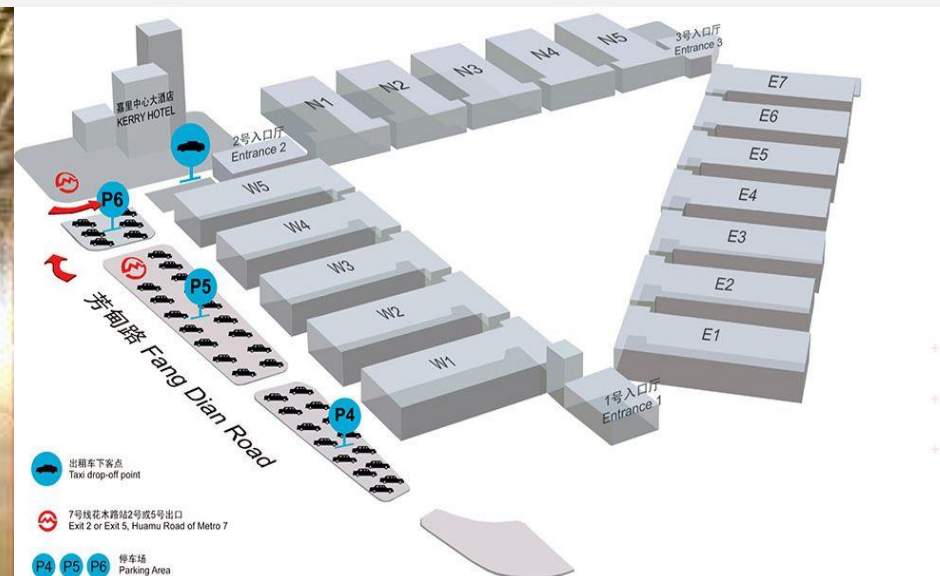 嘉里中心大酒店
KERRY HOTEL
2号入口厅
Entrance 2
N1
N2
N3
N4
N5
3号入口厅
Entrance 3
E7
E6
E5
E4
E3
E2
E1
W5
W4
W3
W2
W1
1号入口厅
Entrance 1
P6
P5
P4
芳甸路 Fang Dian Road
出租车下客点
Taxi drop-off point
7号线花木路站2号或5号出口
Exit 2 or Exit 5, Huamu Road of Metro 7
P4 P5 P6
停车场
Parking Area